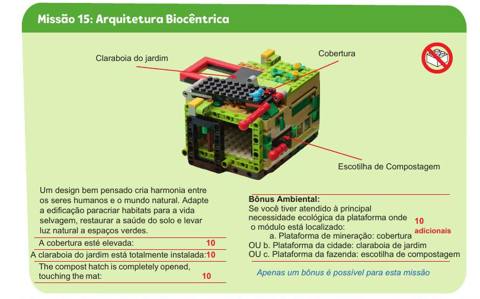 Missão 15: Arquitetura Biocêntrica
Claraboia do jardim
Cobertura
Escotilha de Compostagem
Um design bem pensado cria harmonia entre
os seres humanos e o mundo natural. Adapte
a edificação paracriar habitats para a vida
selvagem, restaurar a saúde do solo e levar
luz natural a espaços verdes.
A cobertura esté elevada: 10
A claraboia do jardim está totalmente instalada:10
The compost hatch is completely opened,
touching the mat: 10
Bônus Ambiental:
Se você tiver atendido à principal
necessidade ecológica da plataforma onde
o módulo está localizado:
a. Plataforma de mineração: cobertura
OU b. Plataforma da cidade: claraboia de jardim
OU c. Plataforma da fazenda: escotilha de compostagem
10
adicionais
Apenas um bônus é possível para esta missão